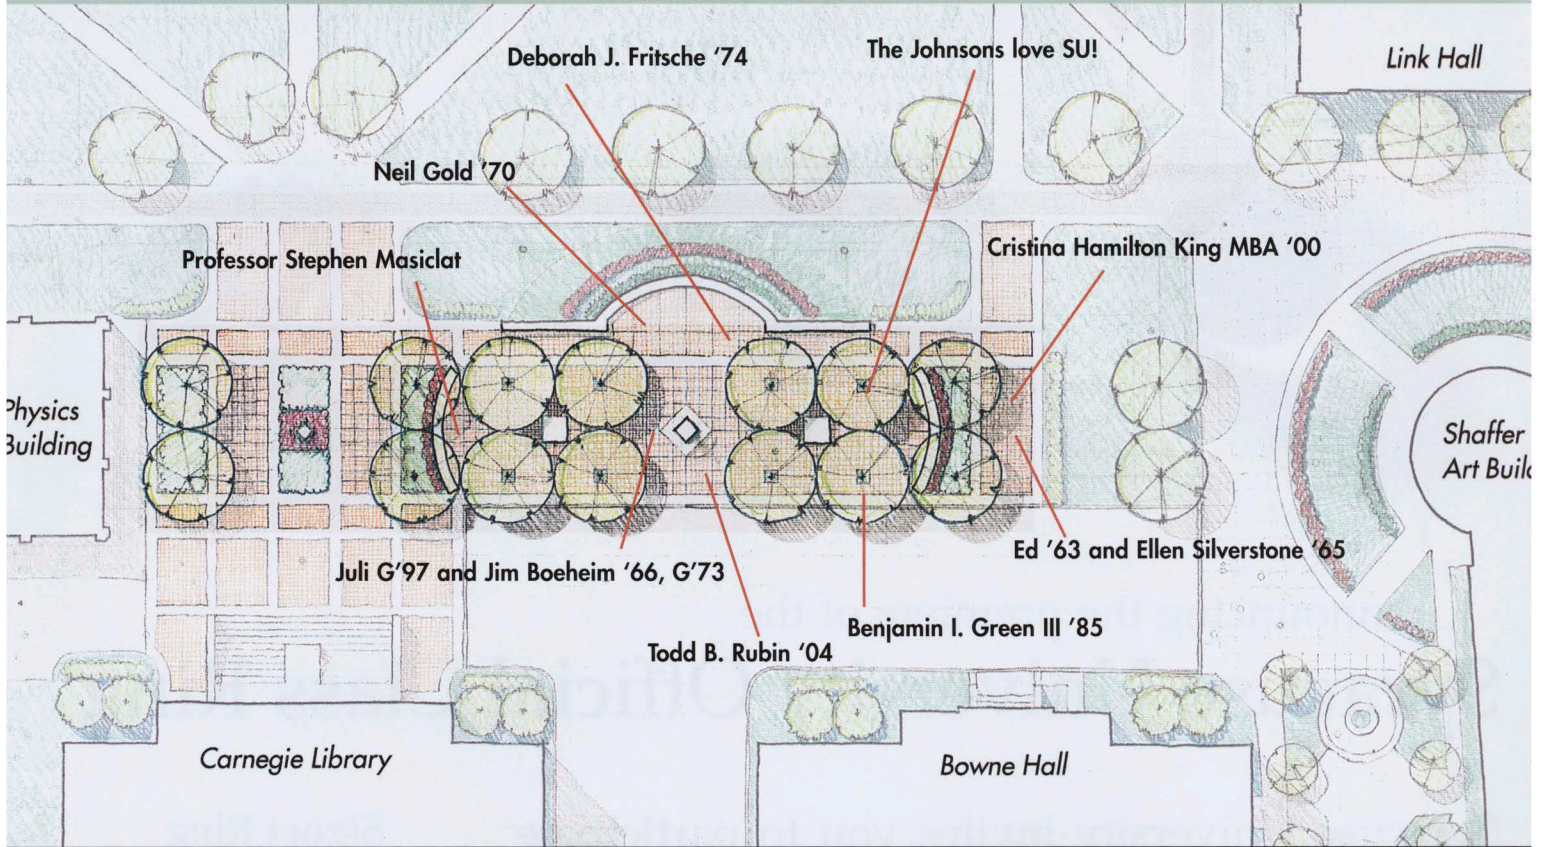 Deborah J. Fritsche ‘74
The Johnsons love SU!
Link Hall
Neil Gold ’70
Professor Stephen Masiclat
Cristina Hamilton King MBA ‘00
Physics
Building
Shaffer
Art Build
Juli G’97 and Jim Boeheim ‘66, G’73
Ed ’63 and Ellen Silverstone ‘65
Benjamin I. Green III ’85
Todd B. Rubin ‘04
Carnegie Library
Bowne Hall